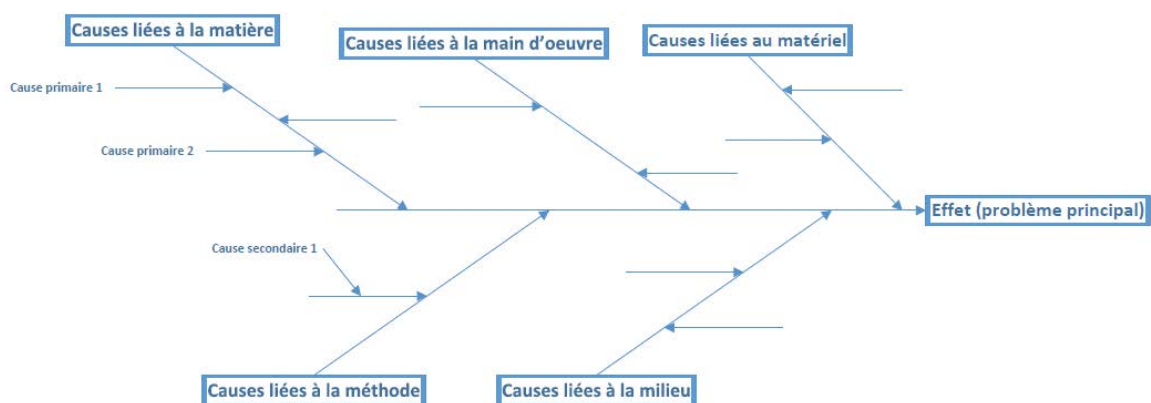 Causes liées à la matière
Causes liées à la main d'oeuvre
Causes liées au matériel
Cause primaire 1
Cause primaire 2
Effet (problème principal)
Cause secondaire 1
Causes liées à la méthode
Causes liées à la milieu